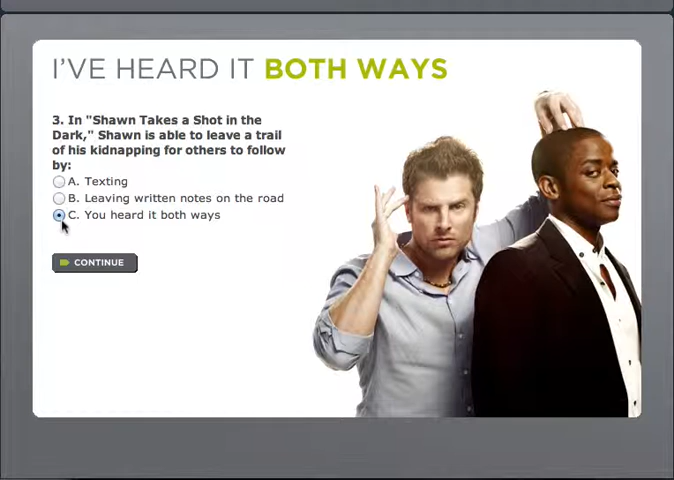 I'VE HEARD IT BOTH WAYS
3. In "Shawn Takes a Shot in the
Dark," Shawn is able to leave a trail
of his kidnapping for others to follow
by:
A. Texting
B. Leaving written notes on the road
C. You heard it both ways
CONTINUE